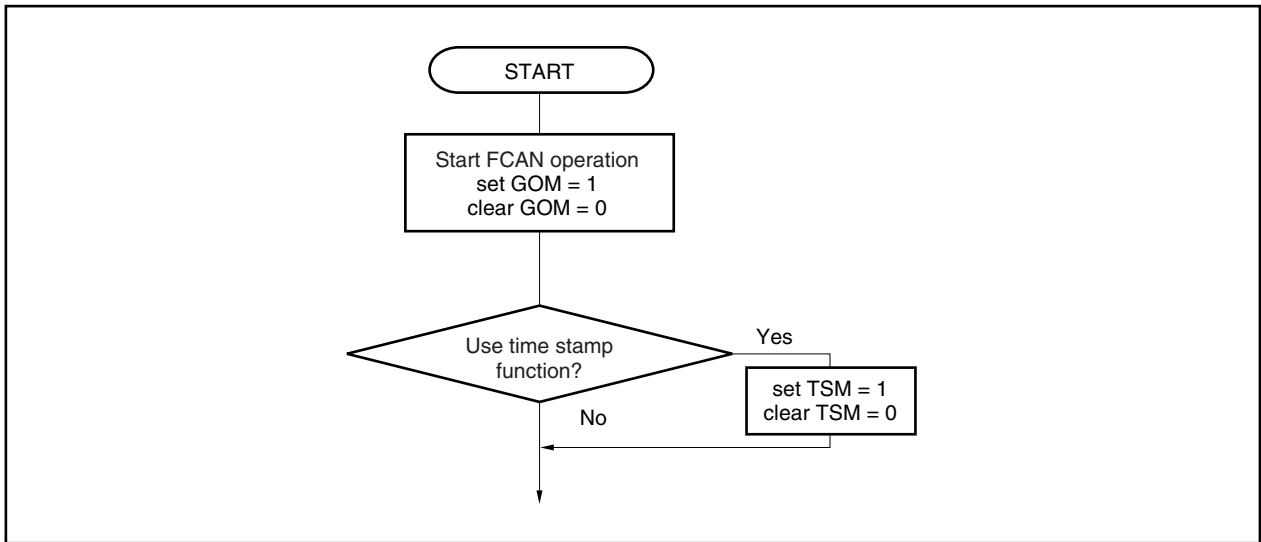 START
Start FCAN operation
set GOM = 1
clear GOM = 0
Use time stamp
function?
Yes
set TSM = 1
clear TSM = 0
No